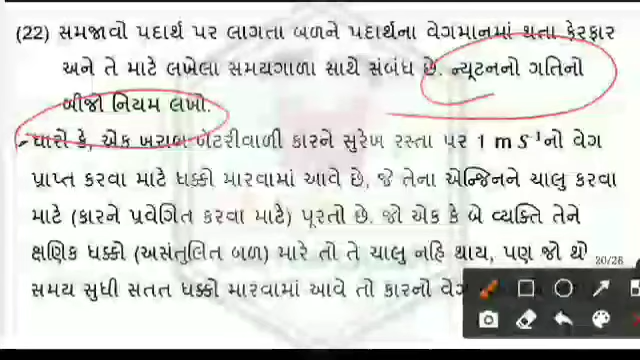 (22) સમજાવો પદાર્થ પર લાગતા બળને પદાર્થના વેગમાનમાં થતા ફેરફાર
અને તે માટે લખેલા સમયગાળા સાથે સંબંધ છે. ન્યૂટનનો ગતિનો
બીજો નિયમ લખો.
ધારો કે, એક ખરાબ બેટરીવાળી કારને સુરેખ રસ્તા પર 1 m s⁻¹નો વેગ
પ્રાપ્ત કરવા માટે ધક્કો મારવામાં આવે છે, જે તેના એન્જિનને ચાલુ કરવા
માટે (કારને પ્રવેગિત કરવા માટે) પૂરતો છે. જો એક કે બે વ્યક્તિ તેને
ક્ષણિક ધક્કો (અસંતુલિત બળ) મારે તો તે ચાલુ નહિ થાય, પણ જો થો
20/28
સમય સુધી સતત ધક્કો મારવામાં આવે તો કારનો વેગ